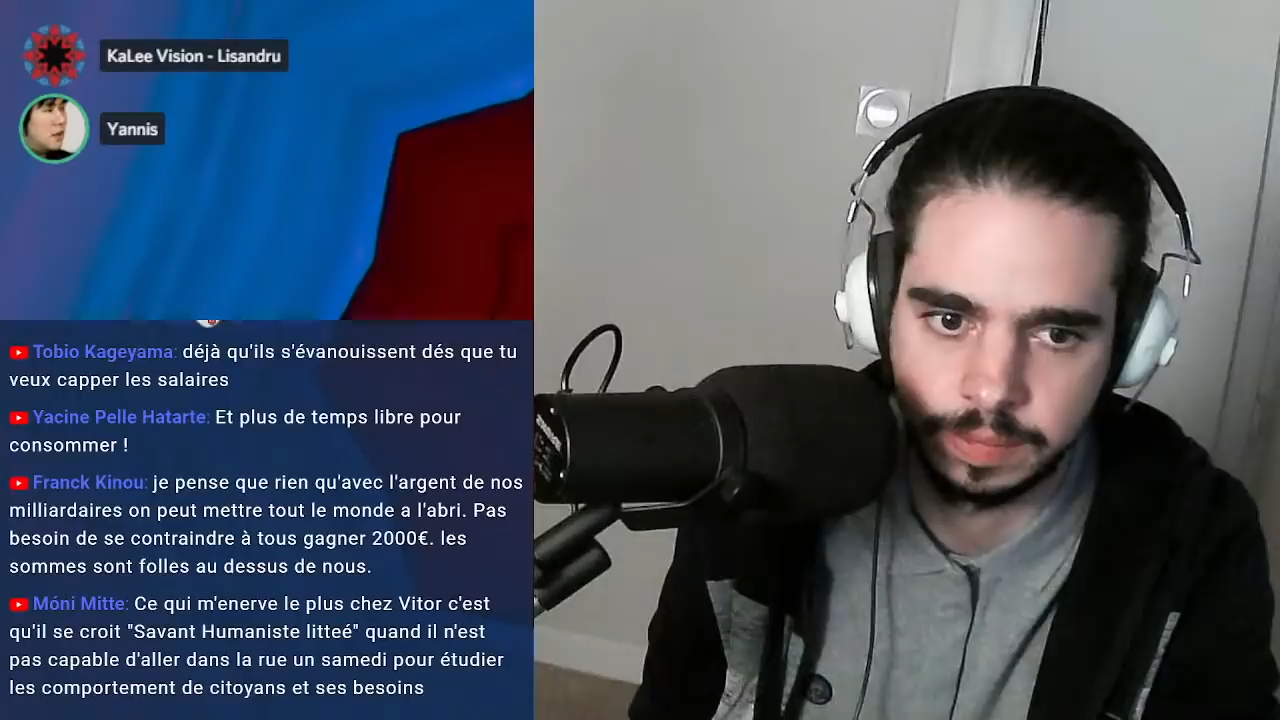 KaLee Vision - Lisandru
Yannis
Tobio Kageyama: déjà qu'ils s'évanouissent dés que tu
veux capper les salaires
Yacine Pelle Hatarte: Et plus de temps libre pour
consommer !
Franck Kinou: je pense que rien qu'avec l'argent de nos
milliardaires on peut mettre tout le monde a l'abri. Pas
besoin de se contraindre à tous gagner 2000€. les
sommes sont folles au dessus de nous.
Móni Mitte: Ce qui m'enerve le plus chez Vitor c'est
qu'il se croit "Savant Humaniste litteé" quand il n'est
pas capable d'aller dans la rue un samedi pour étudier
les comportement de citoyans et ses besoins